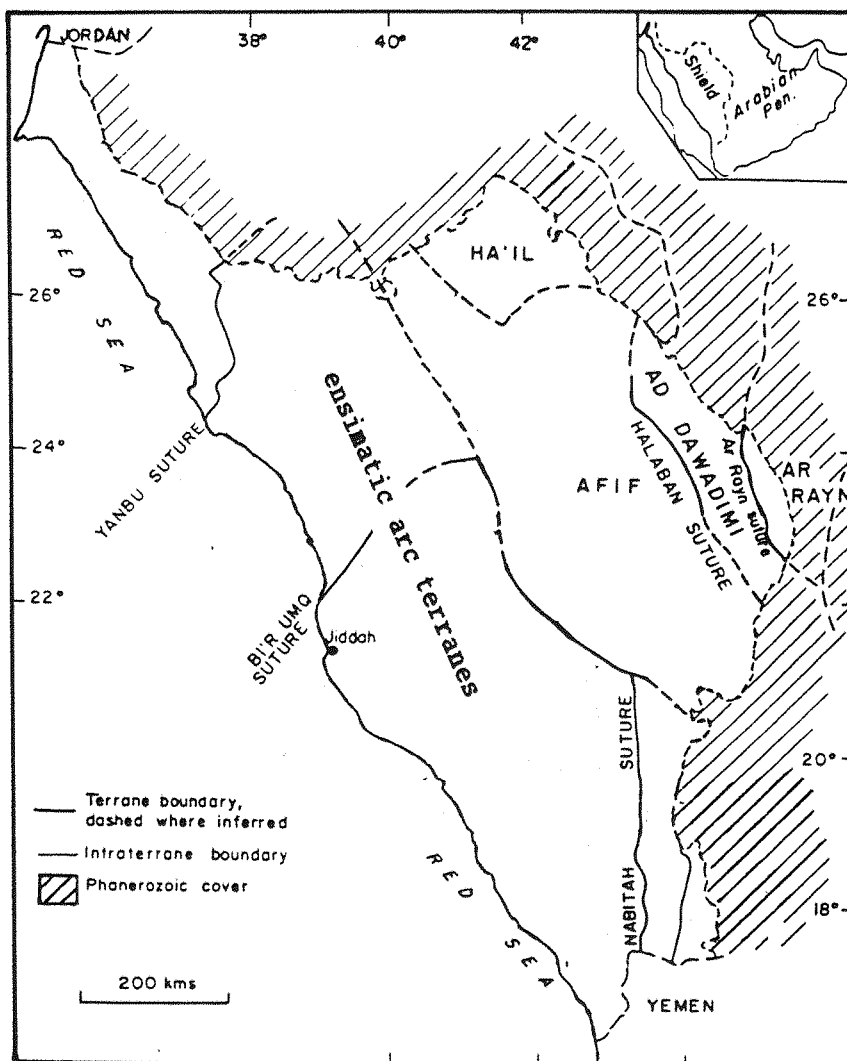 JORDAN
38°
40°
42°
Shield
Arabian
Pen.
RED SEA
HA'IL
26°
26°
AD DAWADIMI
Ar Rayn suture
24°
ensimatic arc terranes
HALABAN SUTURE
AR
RAYN
AFIF
YANBU SUTURE
22°
BI'R UMQ
SUTURE
Jiddah
NABITAH SUTURE
20°
Terrane boundary,
dashed where inferred
Intraterrane boundary
Phanerozoic cover
RED SEA
18°
200 kms
YEMEN